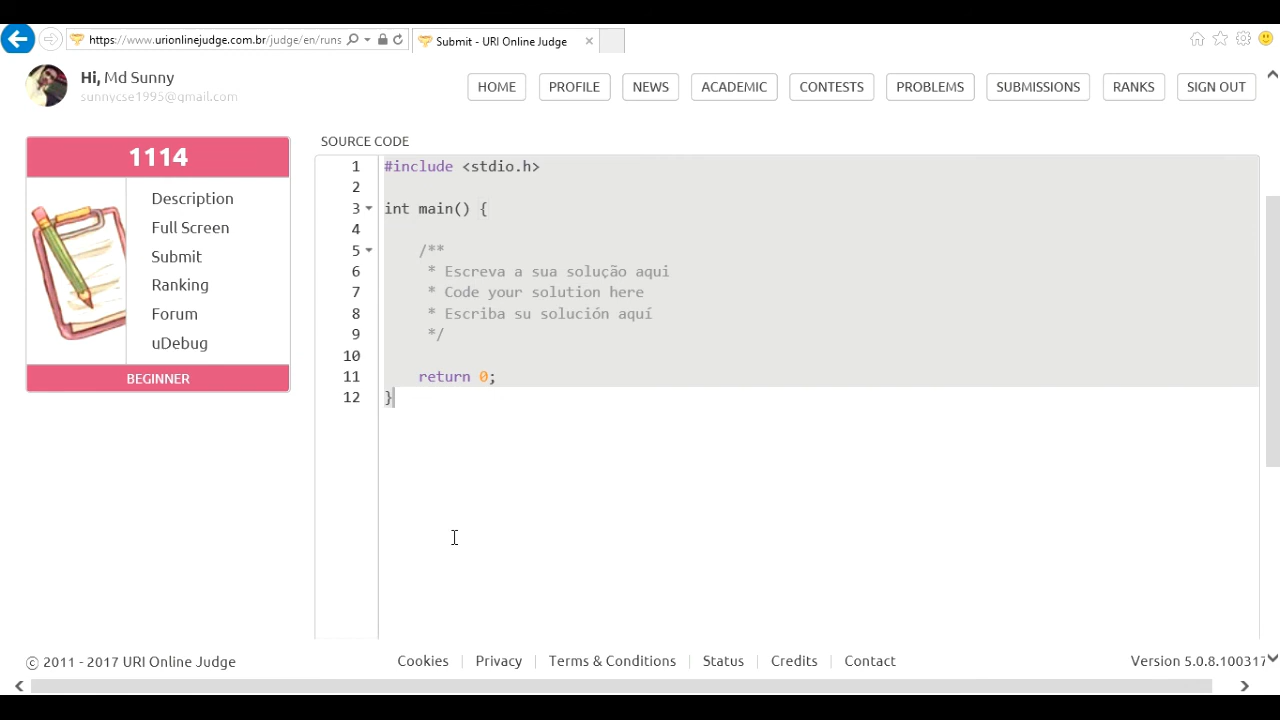 https://www.urionlinejudge.com.br/judge/en/runs
Submit - URI Online Judge
Hi, Md Sunny
sunnycse1995@gmail.com
HOME
PROFILE
NEWS
ACADEMIC
CONTESTS
PROBLEMS
SUBMISSIONS
RANKS
SIGN OUT
1114
Description
Full Screen
Submit
Ranking
Forum
uDebug
BEGINNER
SOURCE CODE
1 #include <stdio.h>
2
3 int main() {
4
5 /**
6 * Escreva a sua solução aqui
7 * Code your solution here
8 * Escriba su solución aquí
9 */
10
11 return 0;
12 }
© 2011 - 2017 URI Online Judge
Cookies
Privacy
Terms & Conditions
Status
Credits
Contact
Version 5.0.8.100317